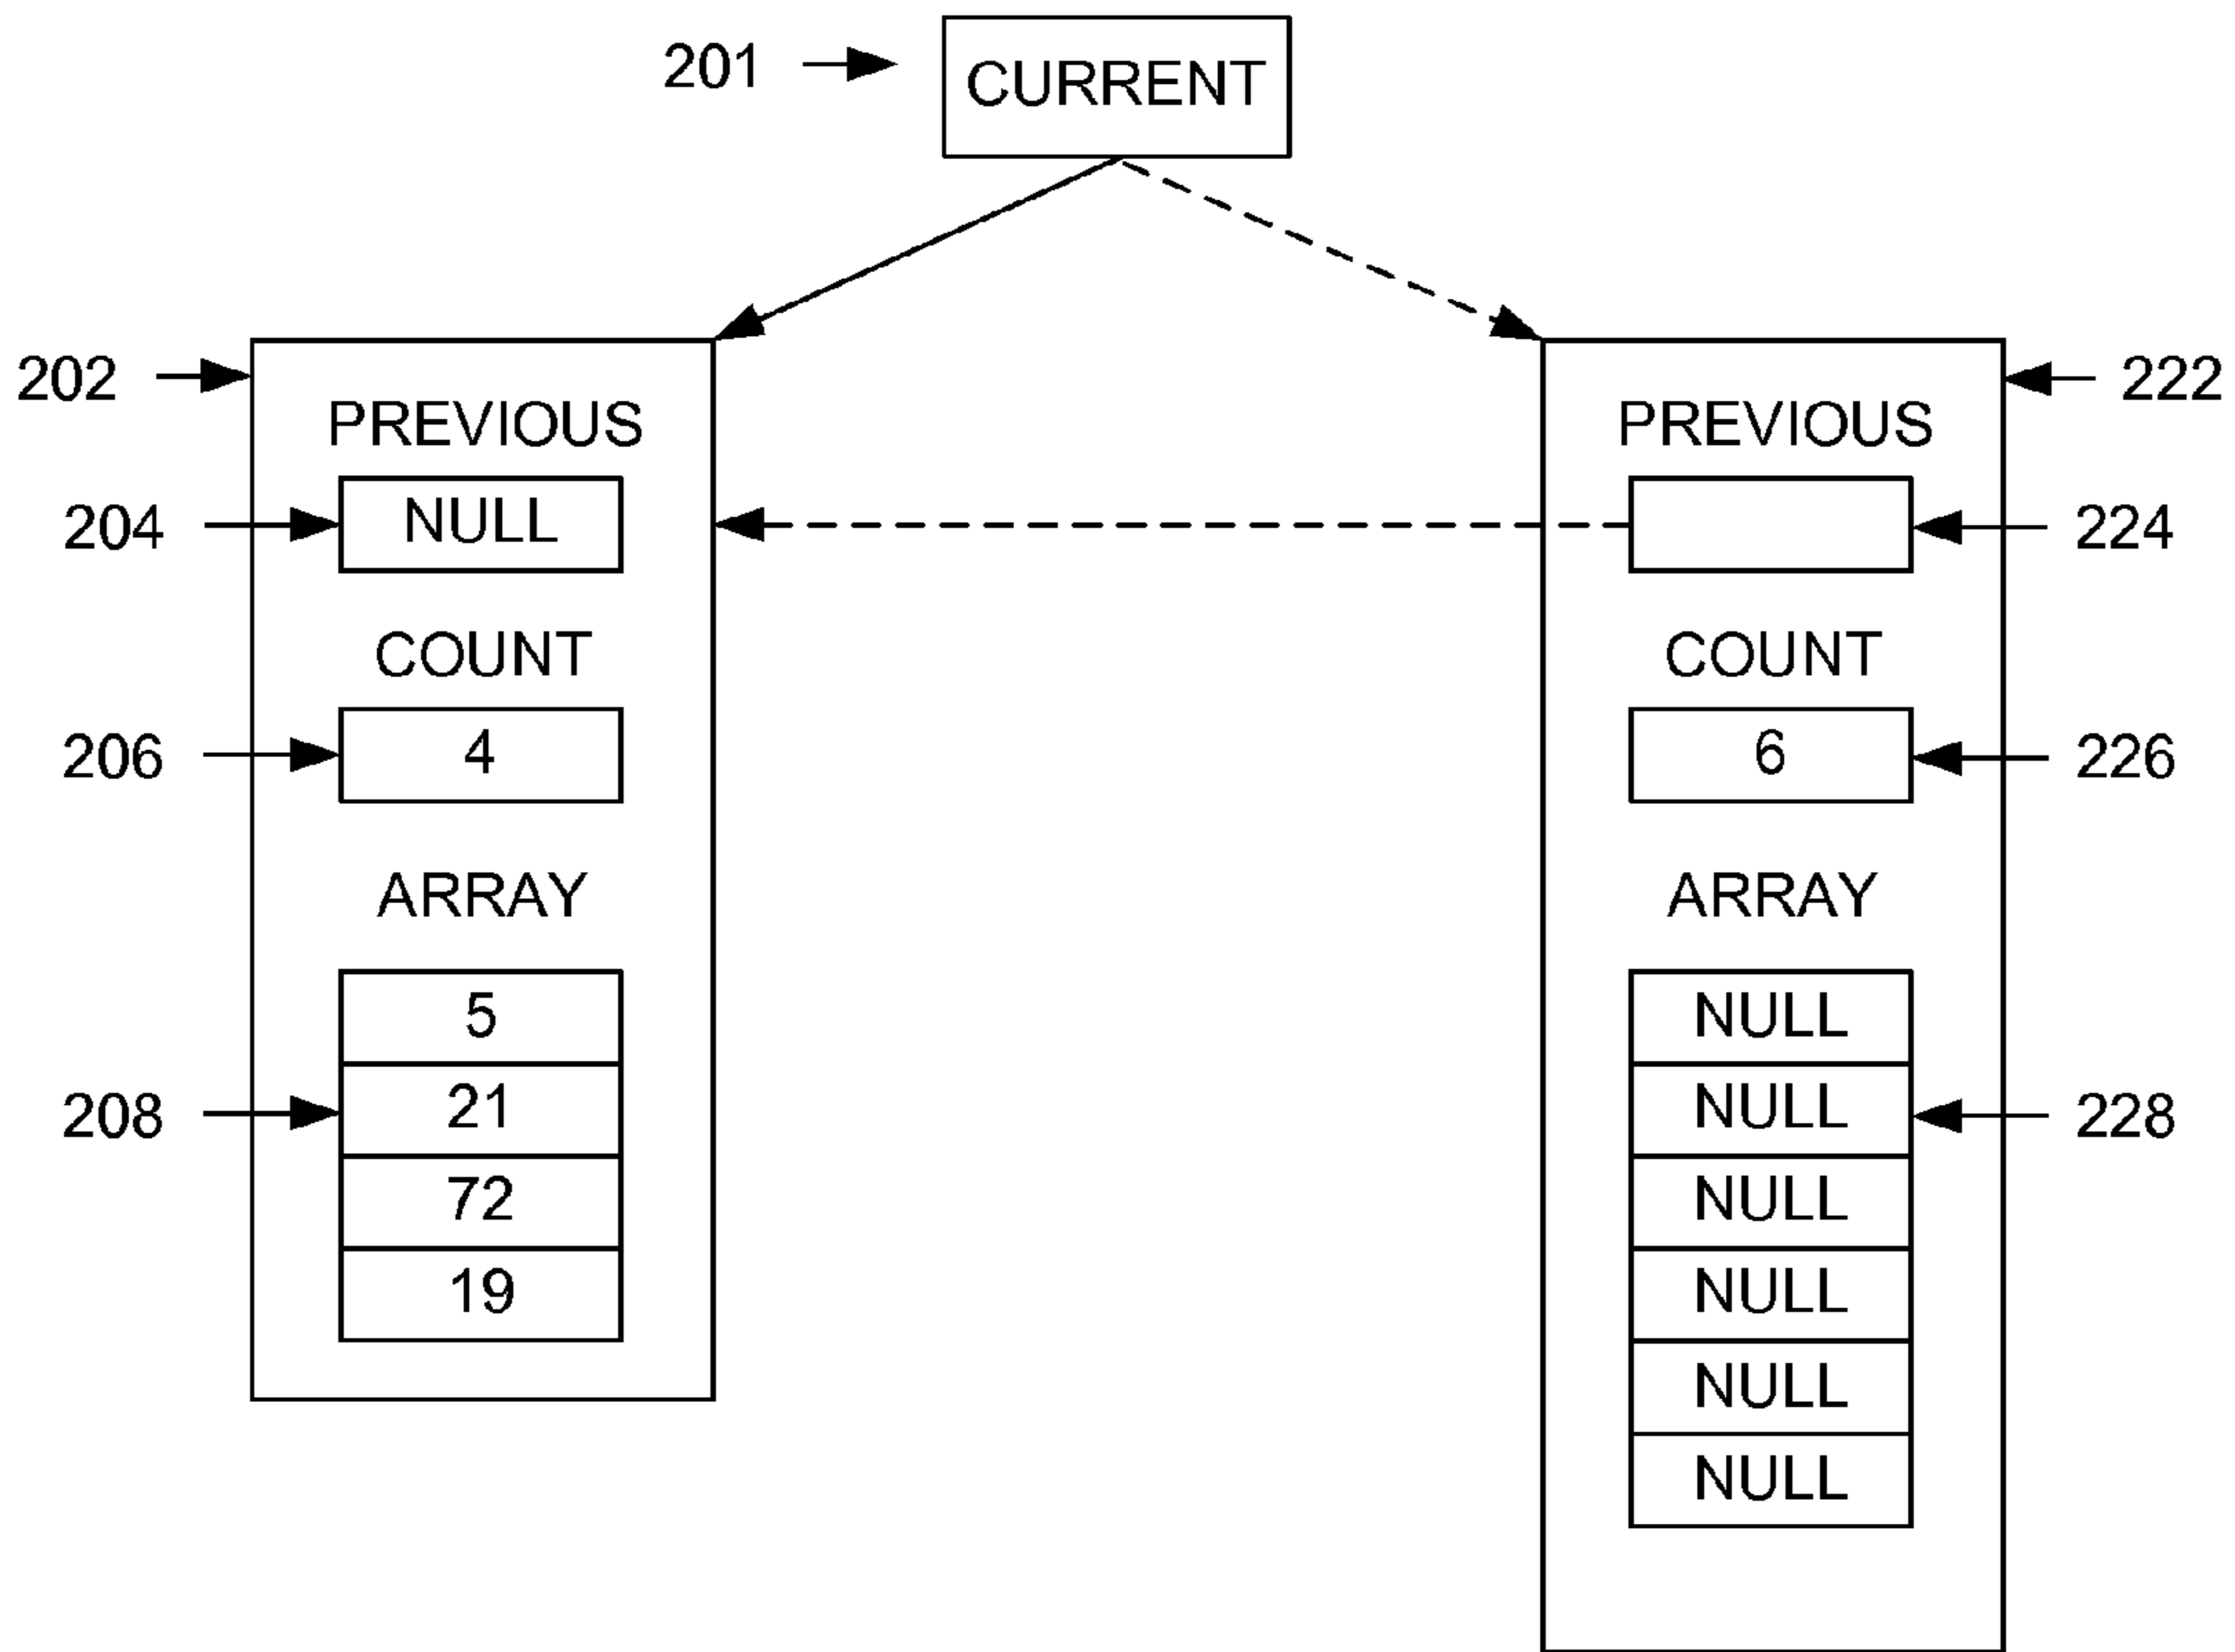 201
CURRENT
202
PREVIOUS
204
NULL
COUNT
206
4
ARRAY
5
208
21
72
19
222
PREVIOUS
224
COUNT
6
226
ARRAY
NULL
NULL
228
NULL
NULL
NULL
NULL